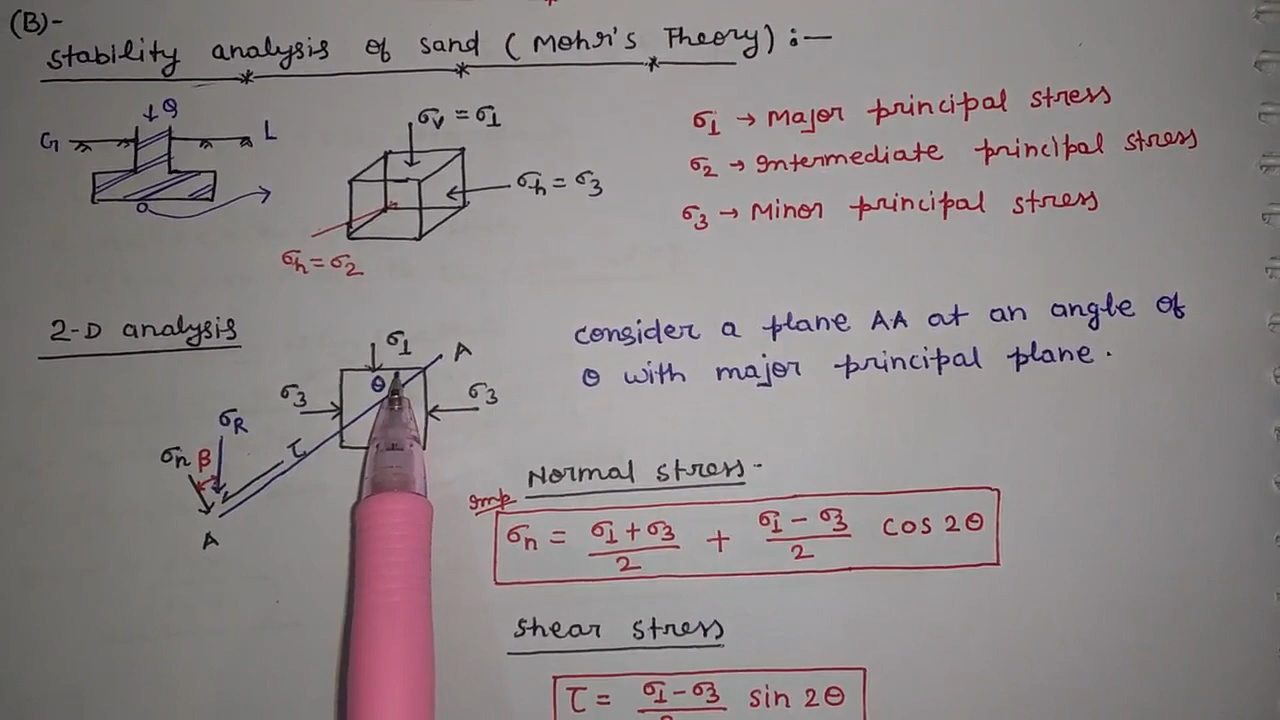 (B)-
stability analysis of sand (Mohr's Theory) :-
Q
G L
σv = σ1
σh = σ3
σh = σ2
σ1 → Major principal stress
σ2 → Intermediate principal stress
σ3 → Minor principal stress
2-D analysis
σ1
A
θ
σ3 σ3
σR
σn β
τ
A
consider a plane AA at an angle of
θ with major principal plane.
Normal stress-
Imp
σn = σ1 + σ3 / 2 + σ1 - σ3 / 2 cos 2θ
shear stress
τ = σ1 - σ3 / 2 sin 2θ